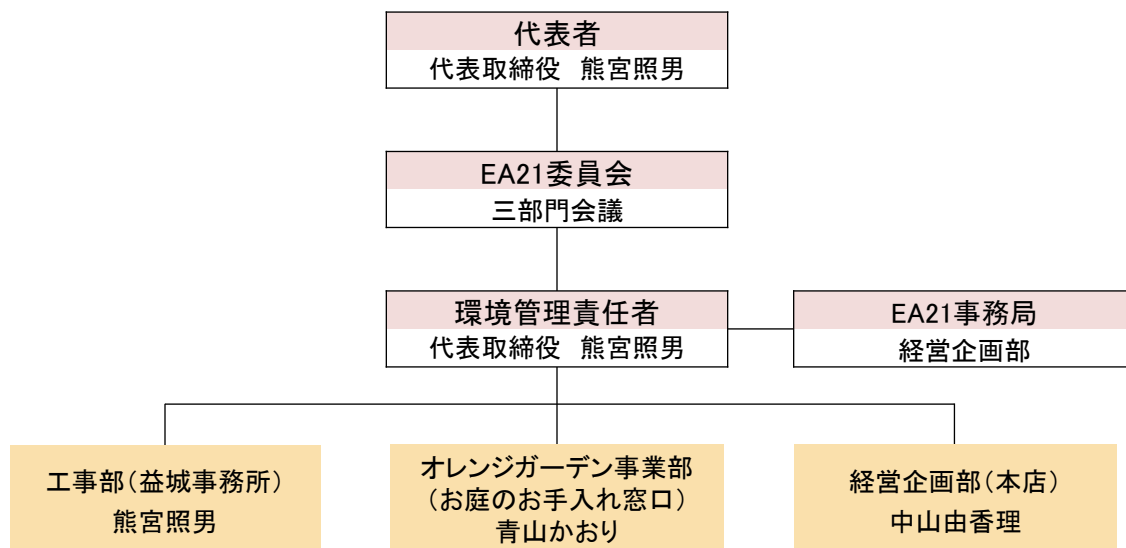 代表者
代表取締役　熊宮照男
EA21委員会
三部門会議
環境管理責任者
代表取締役　熊宮照男
EA21事務局
経営企画部
工事部（益城事務所）
熊宮照男
オレンジガーデン事業部
（お庭のお手入れ窓口）
青山かおり
経営企画部（本店）
中山由香理